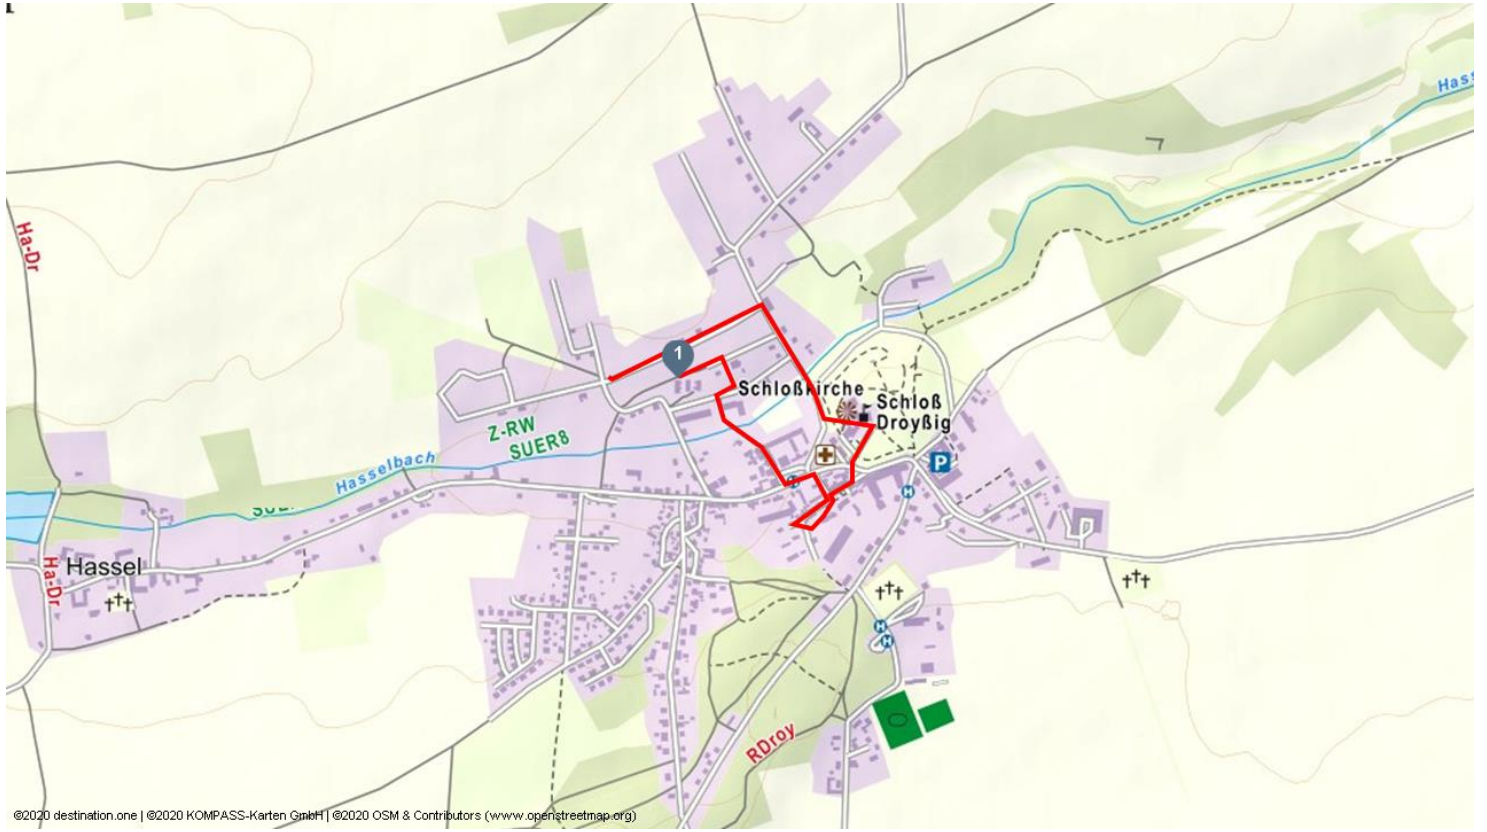 Hass
Ha-Dr
1
Schloßkirche
Schloß
Droyßig
Z-RW
SUER8
Hasselbach
P
H
Hassel
Ha-Dr
H
H
RDroy
©2020 destination.one | ©2020 KOMPASS-Karten GmbH | ©2020 OSM & Contributors (www.openstreetmap.org)